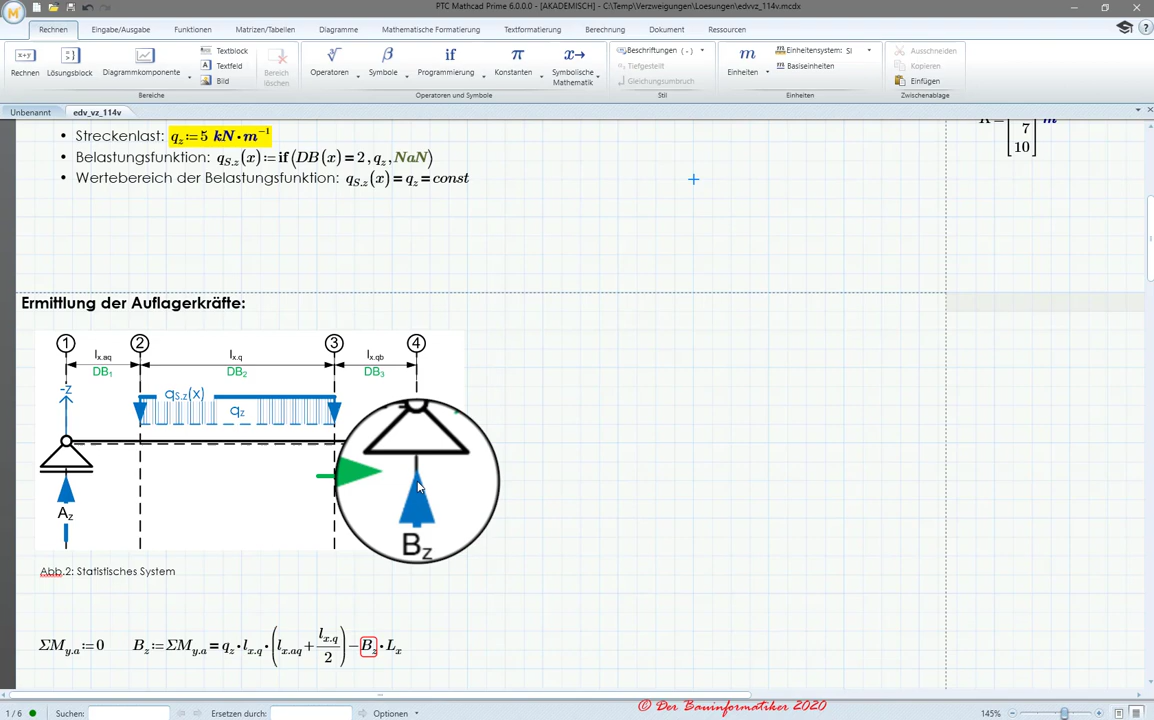 PTC Mathcad Prime 6.0.0.0 - [AKADEMISCH] - C:\Temp\Verzweigungen\Loesungen\edvvz_114v.mcdx
Rechnen Eingabe/Ausgabe Funktionen Matrizen/Tabellen Diagramme Mathematische Formatierung Textformatierung Berechnung Dokument Ressourcen
Rechnen Lösungsblock Diagrammkomponente Textblock Textfeld Bild Bereich löschen Operatoren Symbole Programmierung Konstanten Symbolische Mathematik Beschriftungen ( - ) Tiefgestellt Gleichungsumbruch Einheiten Einheitensystem: SI Basiseinheiten Ausschneiden Kopieren Einfügen
Bereiche Operatoren und Symbole Stil Einheiten Zwischenablage
Unbenannt edv_vz_114v
• Streckenlast: q_z:=5 kN·m⁻¹
• Belastungsfunktion: q_S.z(x):=if(DB(x)=2,q_z,NaN)
• Wertebereich der Belastungsfunktion: q_S.z(x)=q_z=const
7
10
m
Ermittlung der Auflagerkräfte:
1 2 3 4
l_x.aq l_x.q l_x.qb
DB₁ DB₂ DB₃
-z
q_S.z(x)
q_z
A_z
B_z
Abb.2: Statistisches System
ΣM_y.a:=0 B_z:=ΣM_y.a=q_z·l_x.q·(l_x.aq+l_x.q/2)−B_z·L_x
1 / 6 Suchen: Ersetzen durch: Optionen 145%
© Der Bauinformatiker 2020